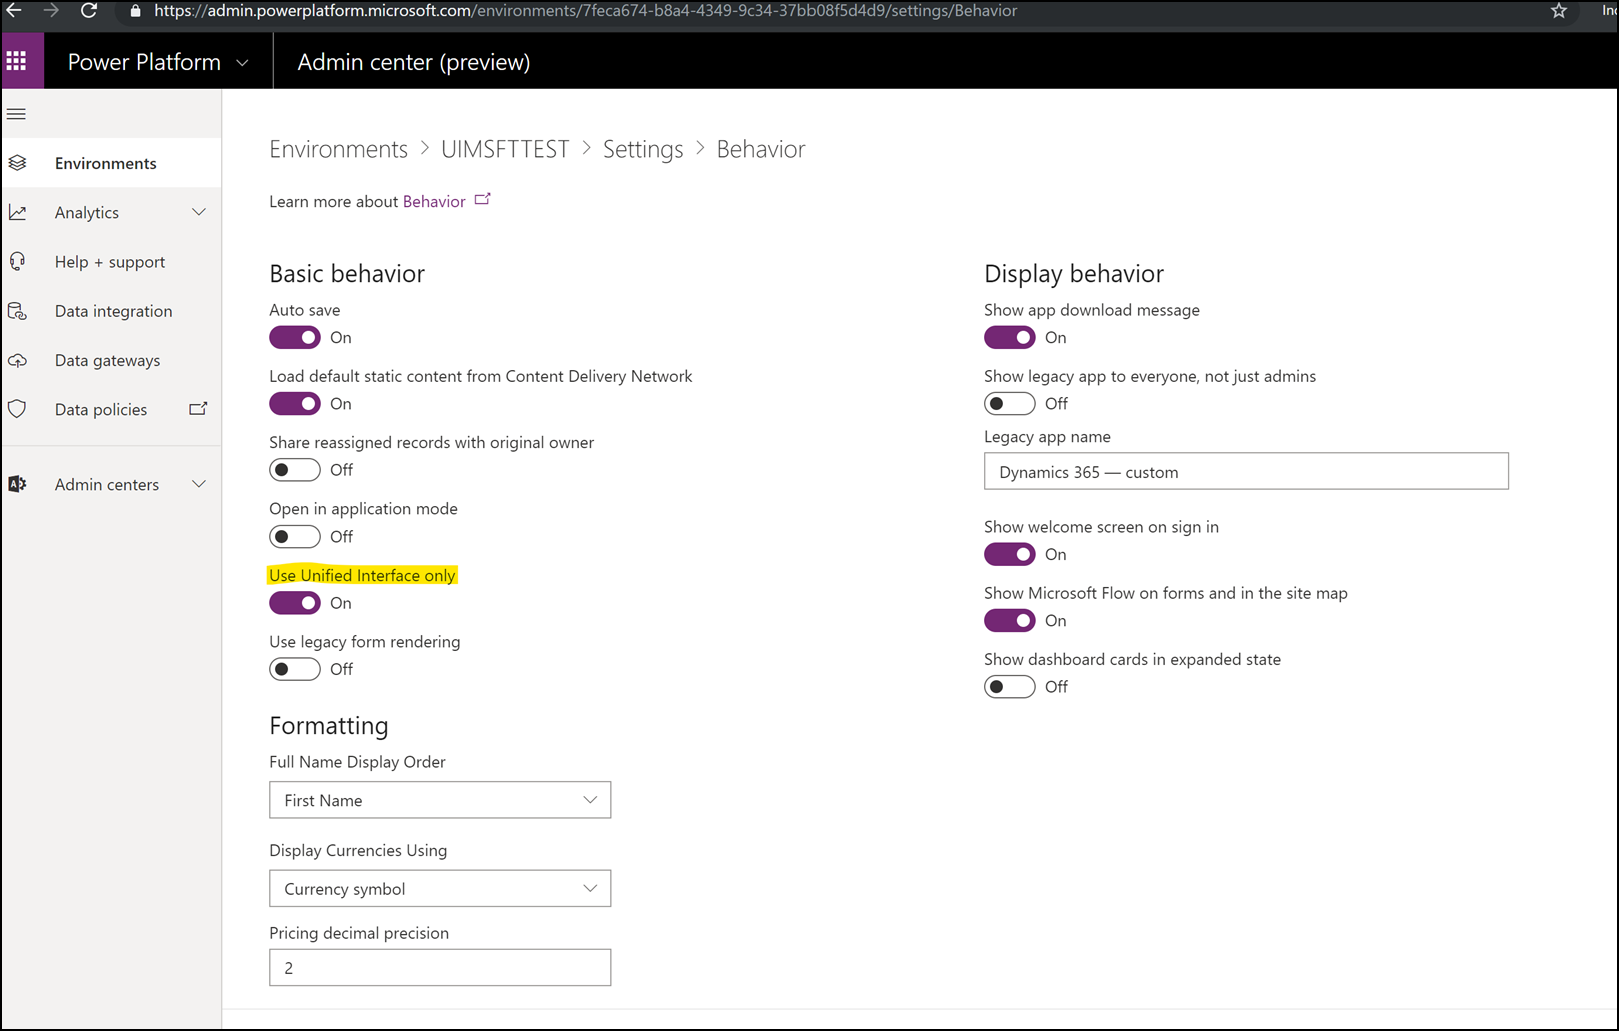 https://admin.powerplatform.microsoft.com/environments/7feca674-b8a4-4349-9c34-37bb08f5d4d9/settings/Behavior
Power Platform
Admin center (preview)
Environments
Analytics
Help + support
Data integration
Data gateways
Data policies
Admin centers
Environments > UIMSFTTEST > Settings > Behavior
Learn more about Behavior
Basic behavior
Auto save
On
Load default static content from Content Delivery Network
On
Share reassigned records with original owner
Off
Open in application mode
Off
Use Unified Interface only
On
Use legacy form rendering
Off
Formatting
Full Name Display Order
First Name
Display Currencies Using
Currency symbol
Pricing decimal precision
2
Display behavior
Show app download message
On
Show legacy app to everyone, not just admins
Off
Legacy app name
Dynamics 365 — custom
Show welcome screen on sign in
On
Show Microsoft Flow on forms and in the site map
On
Show dashboard cards in expanded state
Off